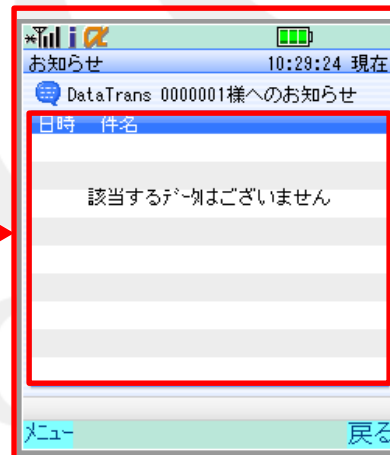 i α
お知らせ 10:29:24 現在
DataTrans 0000001様へのお知らせ
日時 件名
該当するデータはございません
メニュー 戻る